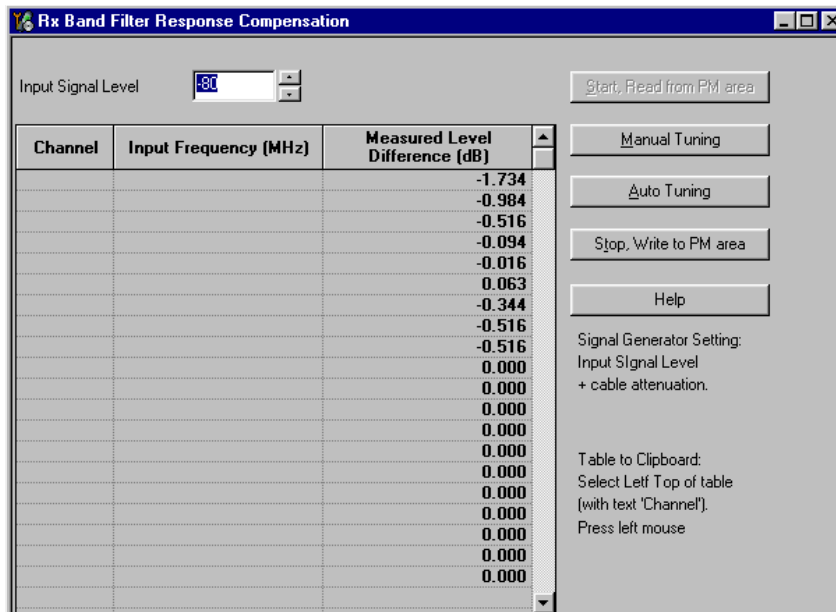 Rx Band Filter Response Compensation
Input Signal Level
-80
Start, Read from PM area
Channel
Input Frequency (MHz)
Measured Level
Difference (dB)
-1.734
-0.984
-0.516
-0.094
-0.016
0.063
-0.344
-0.516
-0.516
0.000
0.000
0.000
0.000
0.000
0.000
0.000
0.000
0.000
0.000
0.000
Manual Tuning
Auto Tuning
Stop, Write to PM area
Help
Signal Generator Setting:
Input SIgnal Level
+ cable attenuation.
Table to Clipboard:
Select Letf Top of table
(with text 'Channel').
Press left mouse